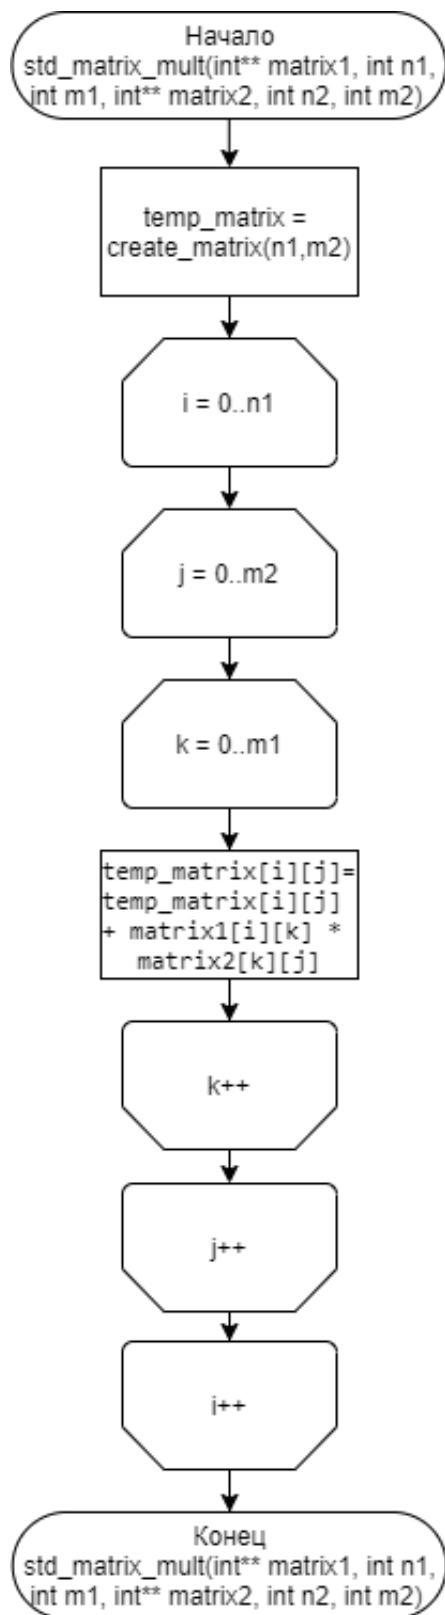 Начало
std_matrix_mult(int** matrix1, int n1,
int m1, int** matrix2, int n2, int m2)
temp_matrix =
create_matrix(n1,m2)
i = 0..n1
j = 0..m2
k = 0..m1
temp_matrix[i][j]=
temp_matrix[i][j]
+ matrix1[i][k] *
matrix2[k][j]
k++
j++
i++
Конец
std_matrix_mult(int** matrix1, int n1,
int m1, int** matrix2, int n2, int m2)